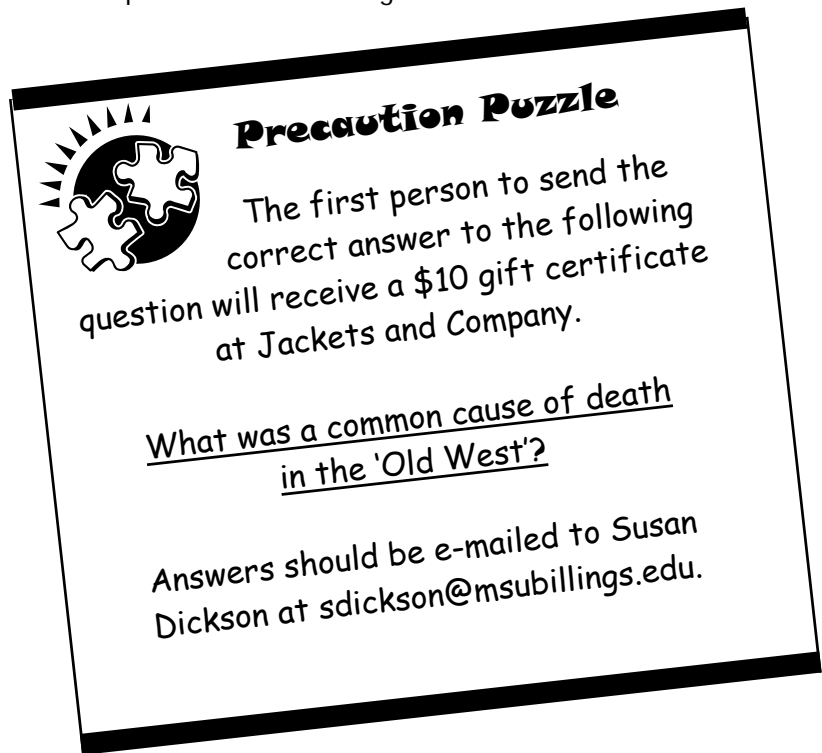 Precaution Puzzle
The first person to send the
correct answer to the following
question will receive a $10 gift certificate
at Jackets and Company.
What was a common cause of death
in the 'Old West'?
Answers should be e-mailed to Susan
Dickson at sdickson@msubillings.edu.